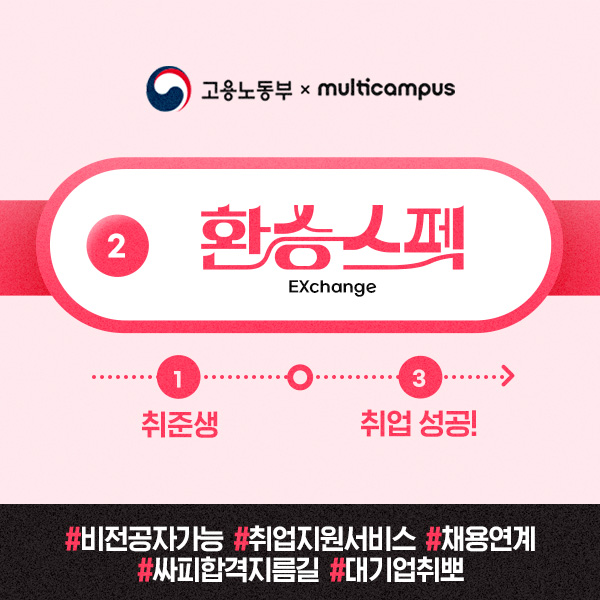 고용노동부 × multicampus
2
환승스펙
EXchange
1
3
취준생
취업 성공!
#비전공자가능 #취업지원서비스 #채용연계
#싸피합격지름길 #대기업취뽀